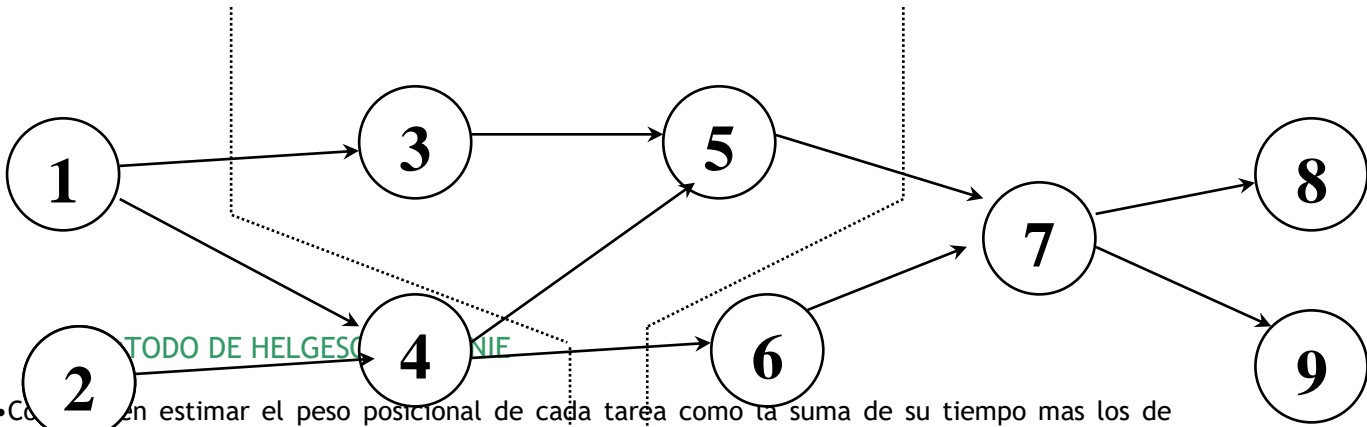 3 5
1 8
7
TODO DE HELGESO NIE
4 6 9
2
•Co en estimar el peso posicional de cada tarea como la suma de su tiempo mas los de